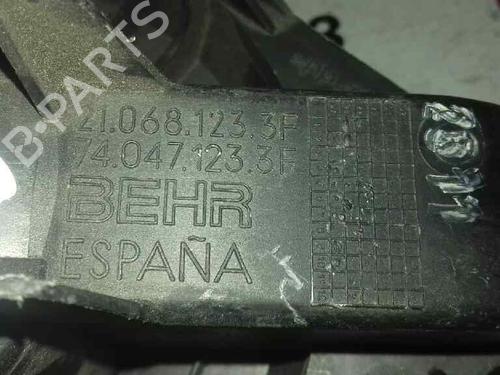 B-PARTS
21.068.123.3F
74.047.123.3F
BEHR
ESPAÑA